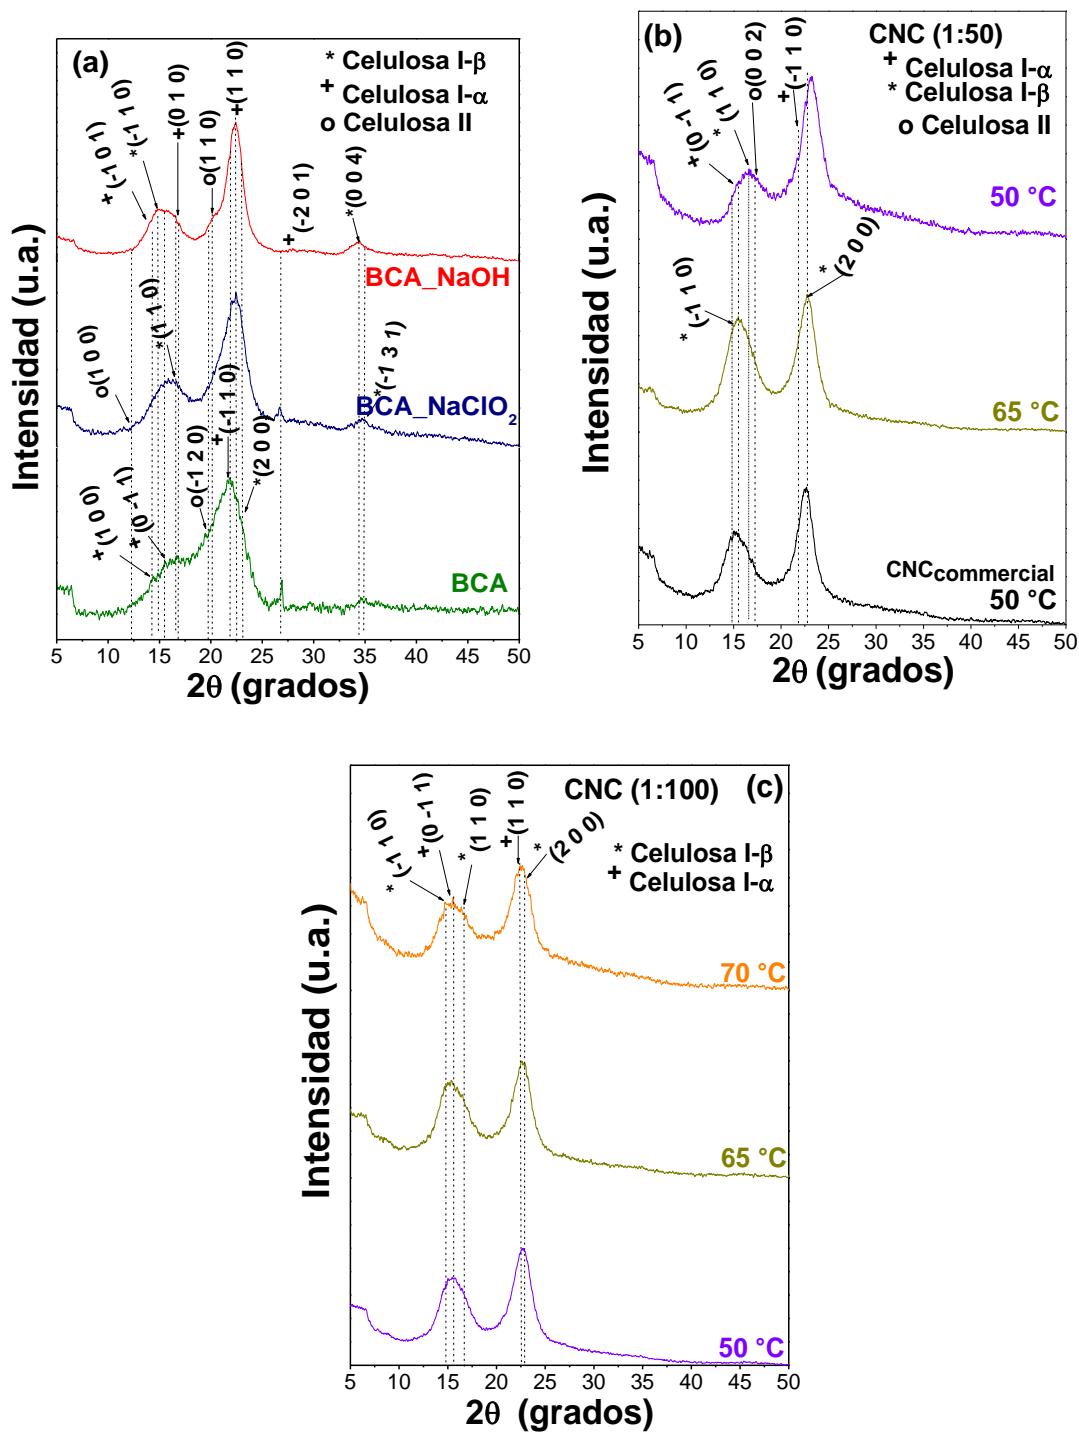 (a)
* Celulosa I-β
+ Celulosa I-α
o Celulosa II
+(-1 0 1)
*(-1 1 0)
+(0 1 0)
o(1 1 0)
+(1 1 0)
+(-2 0 1)
*(0 0 4)
BCA_NaOH
o(1 0 0)
*(1 1 0)
*(-1 3 1)
BCA_NaClO2
+(1 0 0)
+(0 -1 1)
o(-1 2 0)
+(-1 1 0)
*(2 0 0)
BCA
Intensidad (u.a.)
5 10 15 20 25 30 35 40 45 50
2θ (grados)
(b)
CNC (1:50)
+ Celulosa I-α
* Celulosa I-β
o Celulosa II
+(0 -1 1)
*(1 1 0)
o(0 0 2)
+(-1 1 0)
50 °C
*(-1 1 0)
*(2 0 0)
65 °C
CNCcommercial
50 °C
Intensidad (u.a.)
5 10 15 20 25 30 35 40 45 50
2θ (grados)
CNC (1:100)
(c)
* Celulosa I-β
+ Celulosa I-α
*(-1 1 0)
+(0 -1 1)
*(1 1 0)
+(1 1 0)
*(2 0 0)
70 °C
65 °C
50 °C
Intensidad (u.a.)
5 10 15 20 25 30 35 40 45 50
2θ (grados)